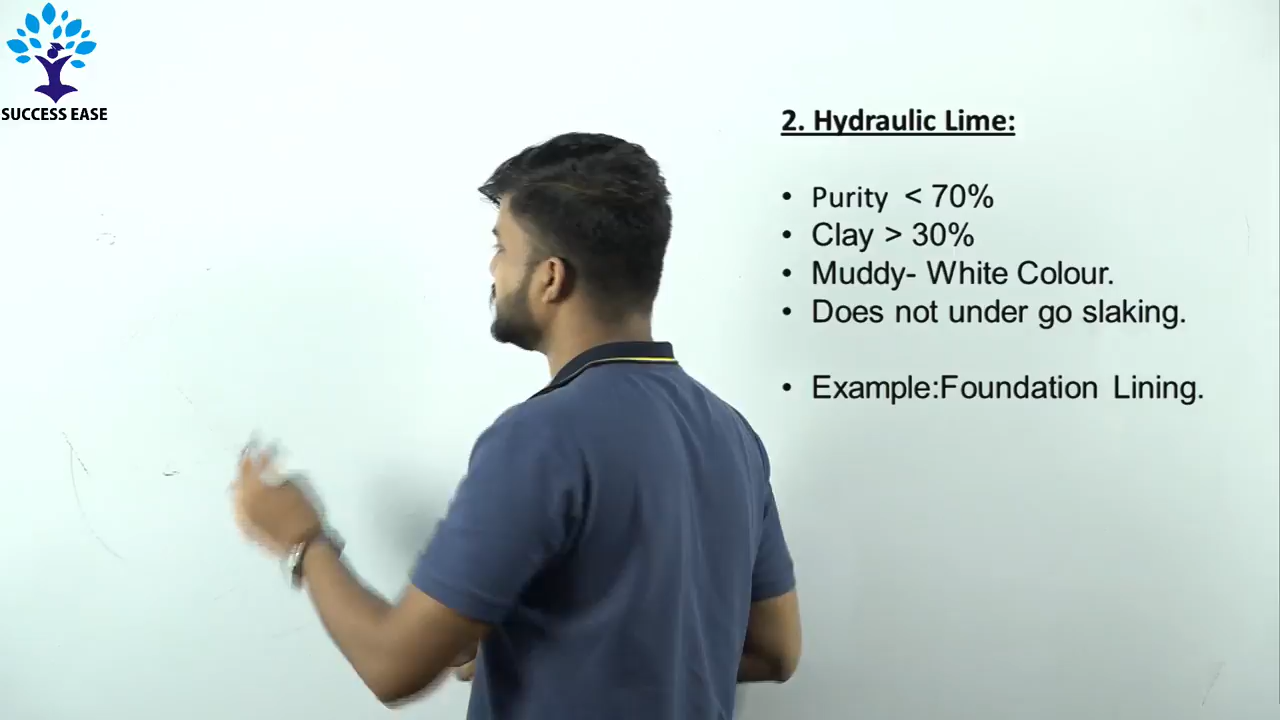 SUCCESS EASE
2. Hydraulic Lime:
• Purity < 70%
• Clay > 30%
• Muddy- White Colour.
• Does not under go slaking.
• Example:Foundation Lining.